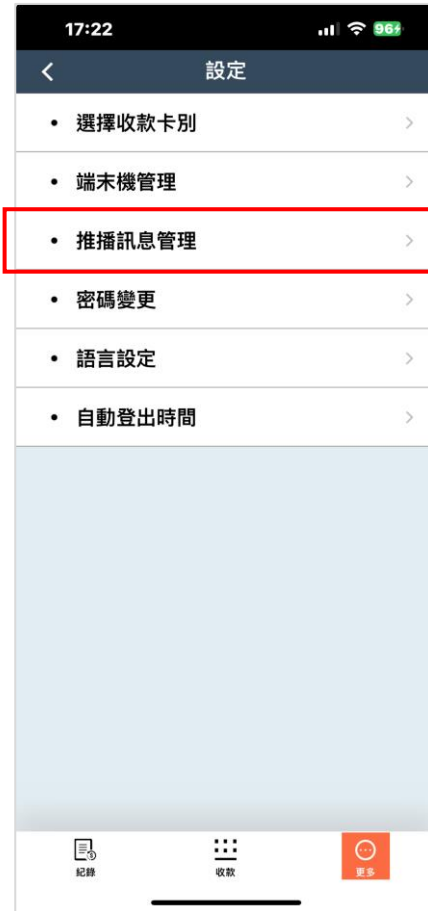 17:22 96
設定
• 選擇收款卡別
• 端末機管理
• 推播訊息管理
• 密碼變更
• 語言設定
• 自動登出時間
紀錄 收款 更多